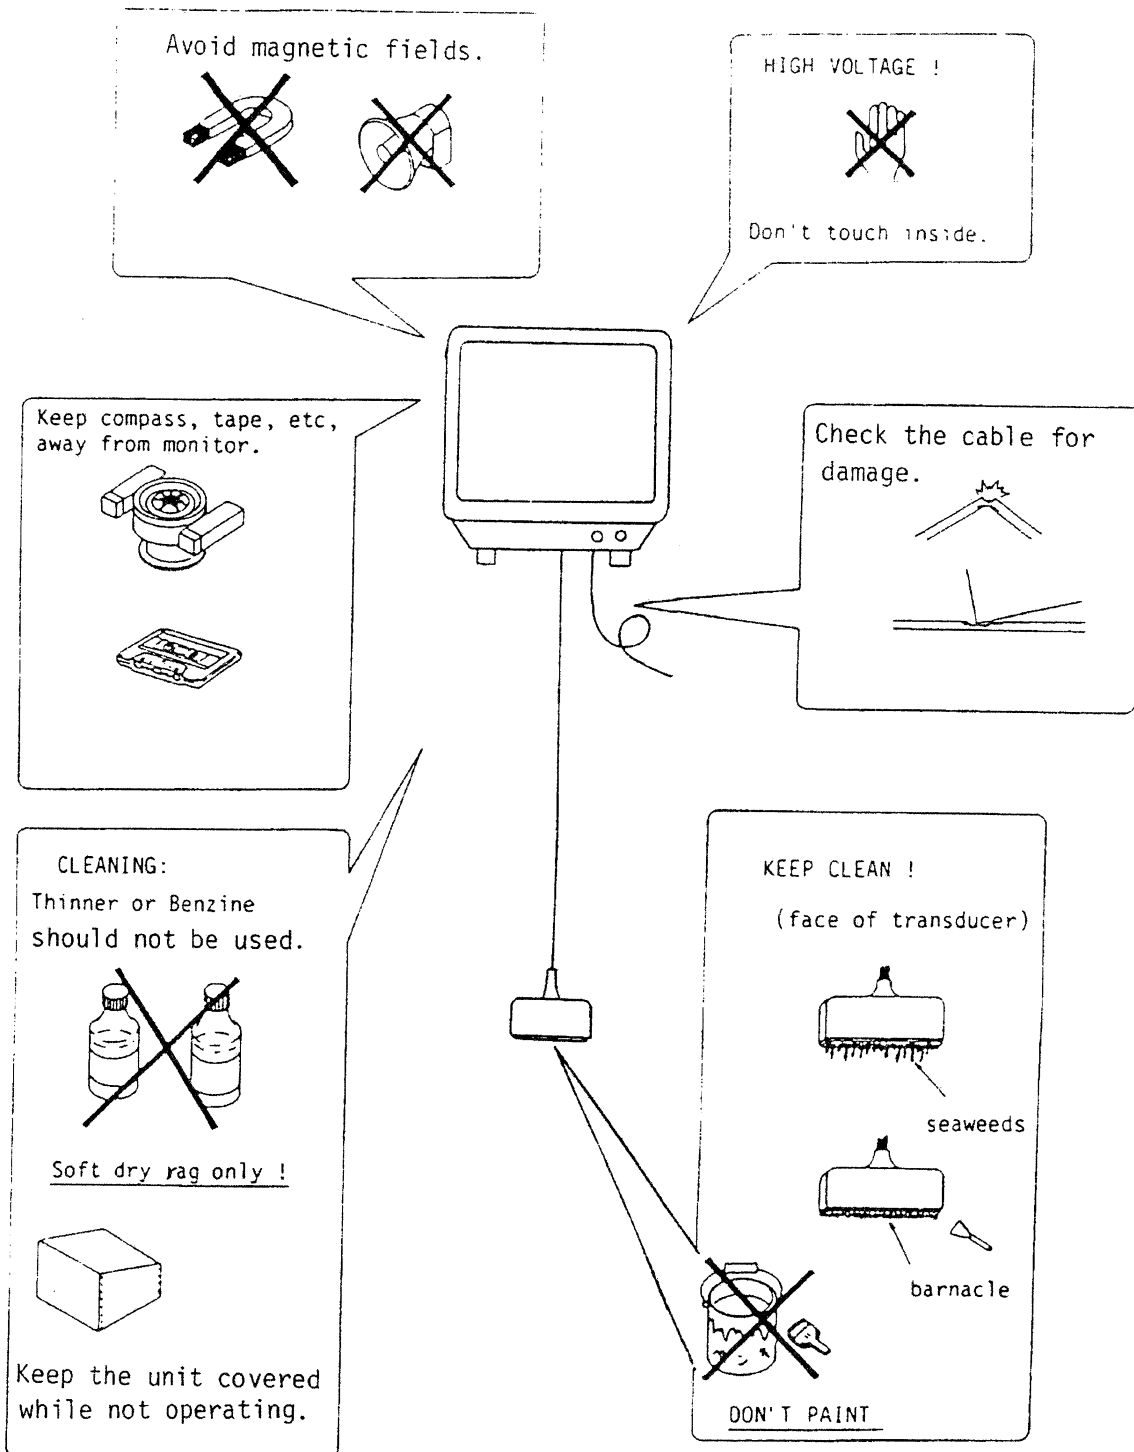 Avoid magnetic fields.
HIGH VOLTAGE !
Don't touch inside.
Keep compass, tape, etc,
away from monitor.
Check the cable for
damage.
CLEANING:
Thinner or Benzine
should not be used.
Soft dry rag only !
Keep the unit covered
while not operating.
KEEP CLEAN !
(face of transducer)
seaweeds
barnacle
DON'T PAINT